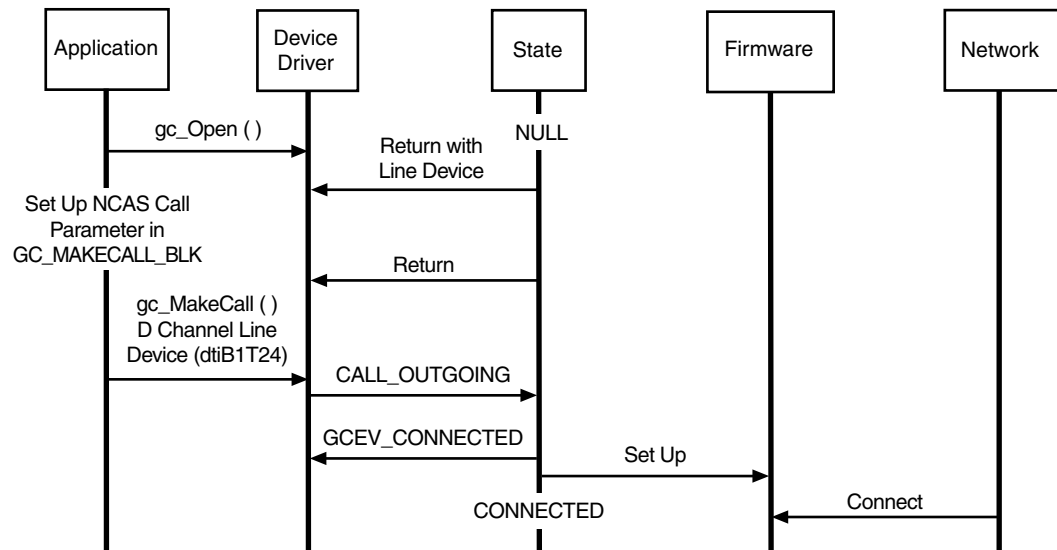 Application
Device
Driver
State
Firmware
Network
NULL
gc_Open ( )
Return with
Line Device
Set Up NCAS Call
Parameter in
GC_MAKECALL_BLK
Return
gc_MakeCall ( )
D Channel Line
Device (dtiB1T24)
CALL_OUTGOING
GCEV_CONNECTED
Set Up
CONNECTED
Connect